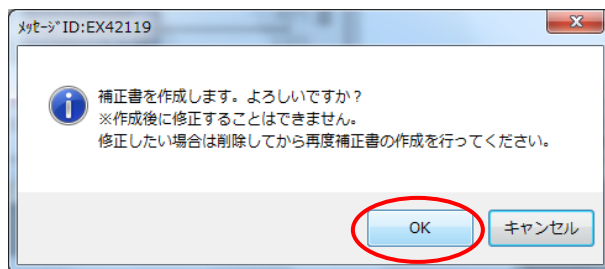 ﾒｯｾｰｼﾞID:EX42119
補正書を作成します。よろしいですか？
※作成後に修正することはできません。
修正したい場合は削除してから再度補正書の作成を行ってください。
OK
キャンセル